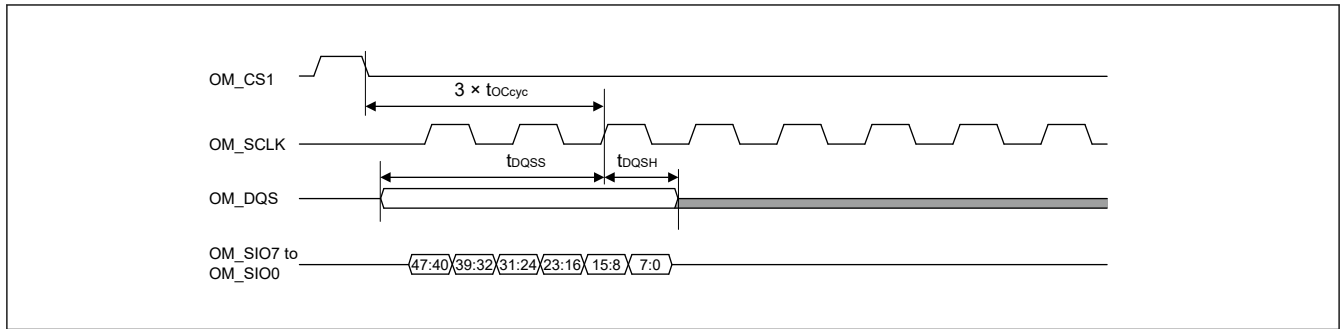 OM_CS1
3 × tOCcyc
OM_SCLK
tDQSS tDQSH
OM_DQS
OM_SIO7 to
OM_SIO0
47:40 39:32 31:24 23:16 15:8 7:0